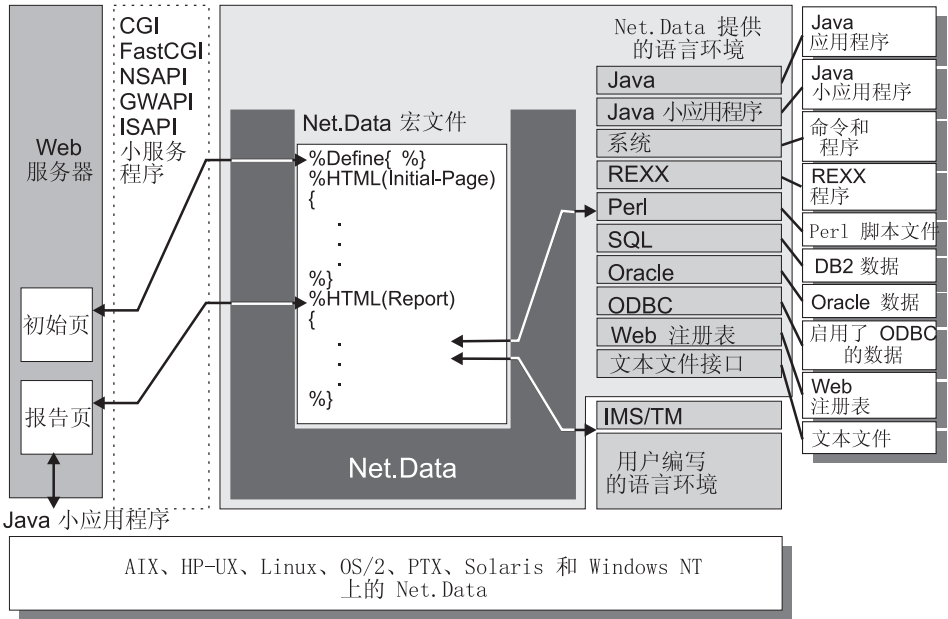 Web
服务器
初始页
报告页
Java 小应用程序
CGI
FastCGI
NSAPI
GWAPI
ISAPI
小服务
程序
Net.Data 宏文件
%Define{ %}
%HTML(Initial-Page)
{
.
.
.
%}
%HTML(Report)
{
.
.
.
%}
Net.Data
Net.Data 提供
的语言环境
Java
Java 小应用程序
系统
REXX
Perl
SQL
Oracle
ODBC
Web 注册表
文本文件接口
IMS/TM
用户编写
的语言环境
Java
应用程序
Java
小应用程序
命令和
程序
REXX
程序
Perl 脚本文件
DB2 数据
Oracle 数据
启用了 ODBC
的数据
Web
注册表
文本文件
AIX、HP-UX、Linux、OS/2、PTX、Solaris 和 Windows NT
上的 Net.Data